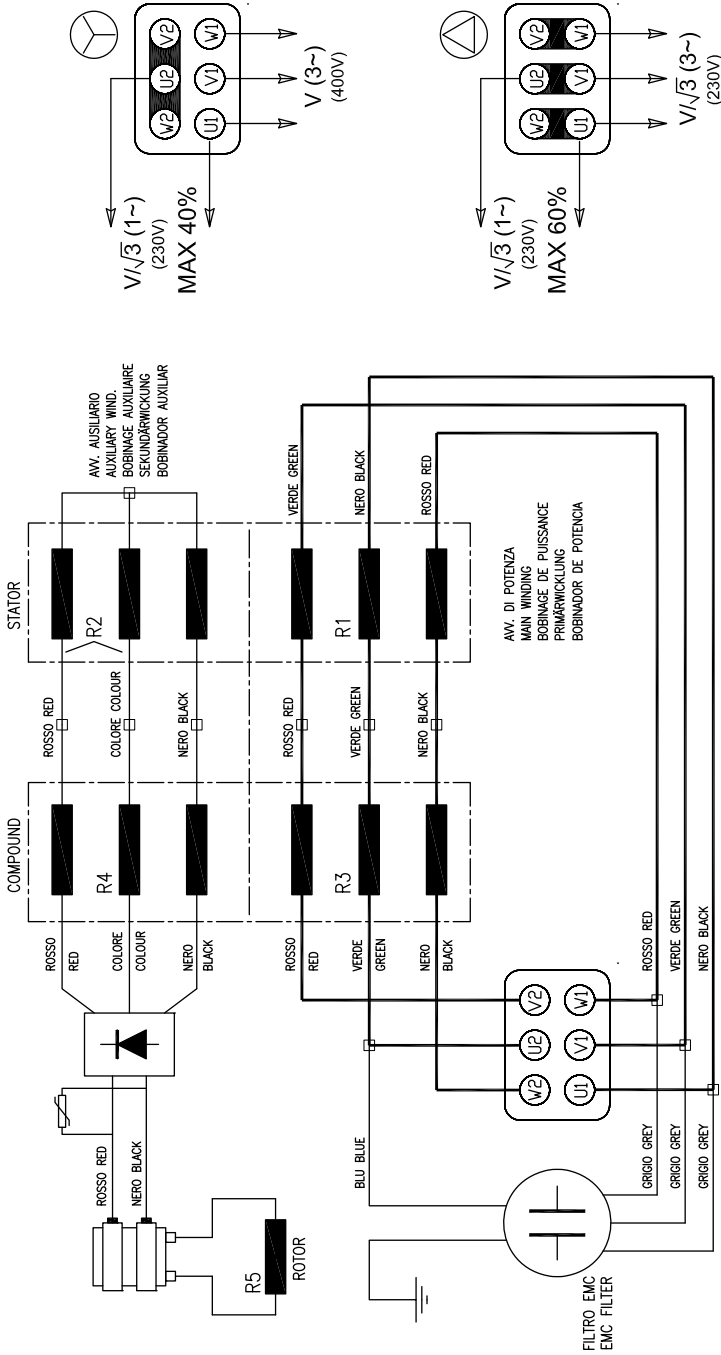 STATOR
COMPOUND
ROSSO RED
NERO BLACK
R5
ROTOR
ROSSO
RED
COLORE
COLOUR
NERO
BLACK
R4
ROSSO RED
COLORE COLOUR
NERO BLACK
R2
AVV. AUSILIARIO
AUXILIARY WIND.
BOBINAGE AUXILIAIRE
SEKUNDÄRWICKUNG
BOBINADOR AUXILIAR
ROSSO
RED
VERDE
GREEN
NERO
BLACK
R3
ROSSO RED
VERDE GREEN
NERO BLACK
R1
VERDE GREEN
NERO BLACK
ROSSO RED
AVV. DI POTENZA
MAIN WINDING
BOBINAGE DE PUISSANCE
PRIMÄRWICKLUNG
BOBINADOR DE POTENCIA
BLU BLUE
W2 U2 V2
U1 V1 W1
FILTRO EMC
EMC FILTER
GRIGIO GREY
GRIGIO GREY
GRIGIO GREY
ROSSO RED
VERDE GREEN
NERO BLACK
V/√3 (1~)
(230V)
MAX 40%
W2 U2 V2
U1 V1 W1
V (3~)
(400V)
V/√3 (1~)
(230V)
MAX 60%
W2 U2 V2
U1 V1 W1
V/√3 (3~)
(230V)